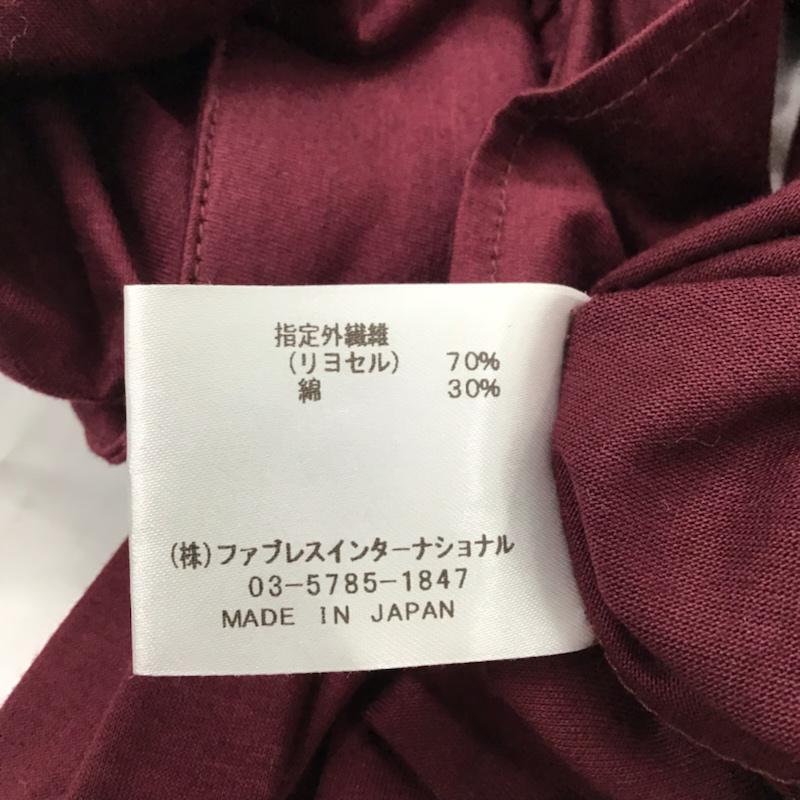 指定外繊維
（リヨセル） 70%
綿 30%
(株)ファブレスインターナショナル
03-5785-1847
MADE IN JAPAN